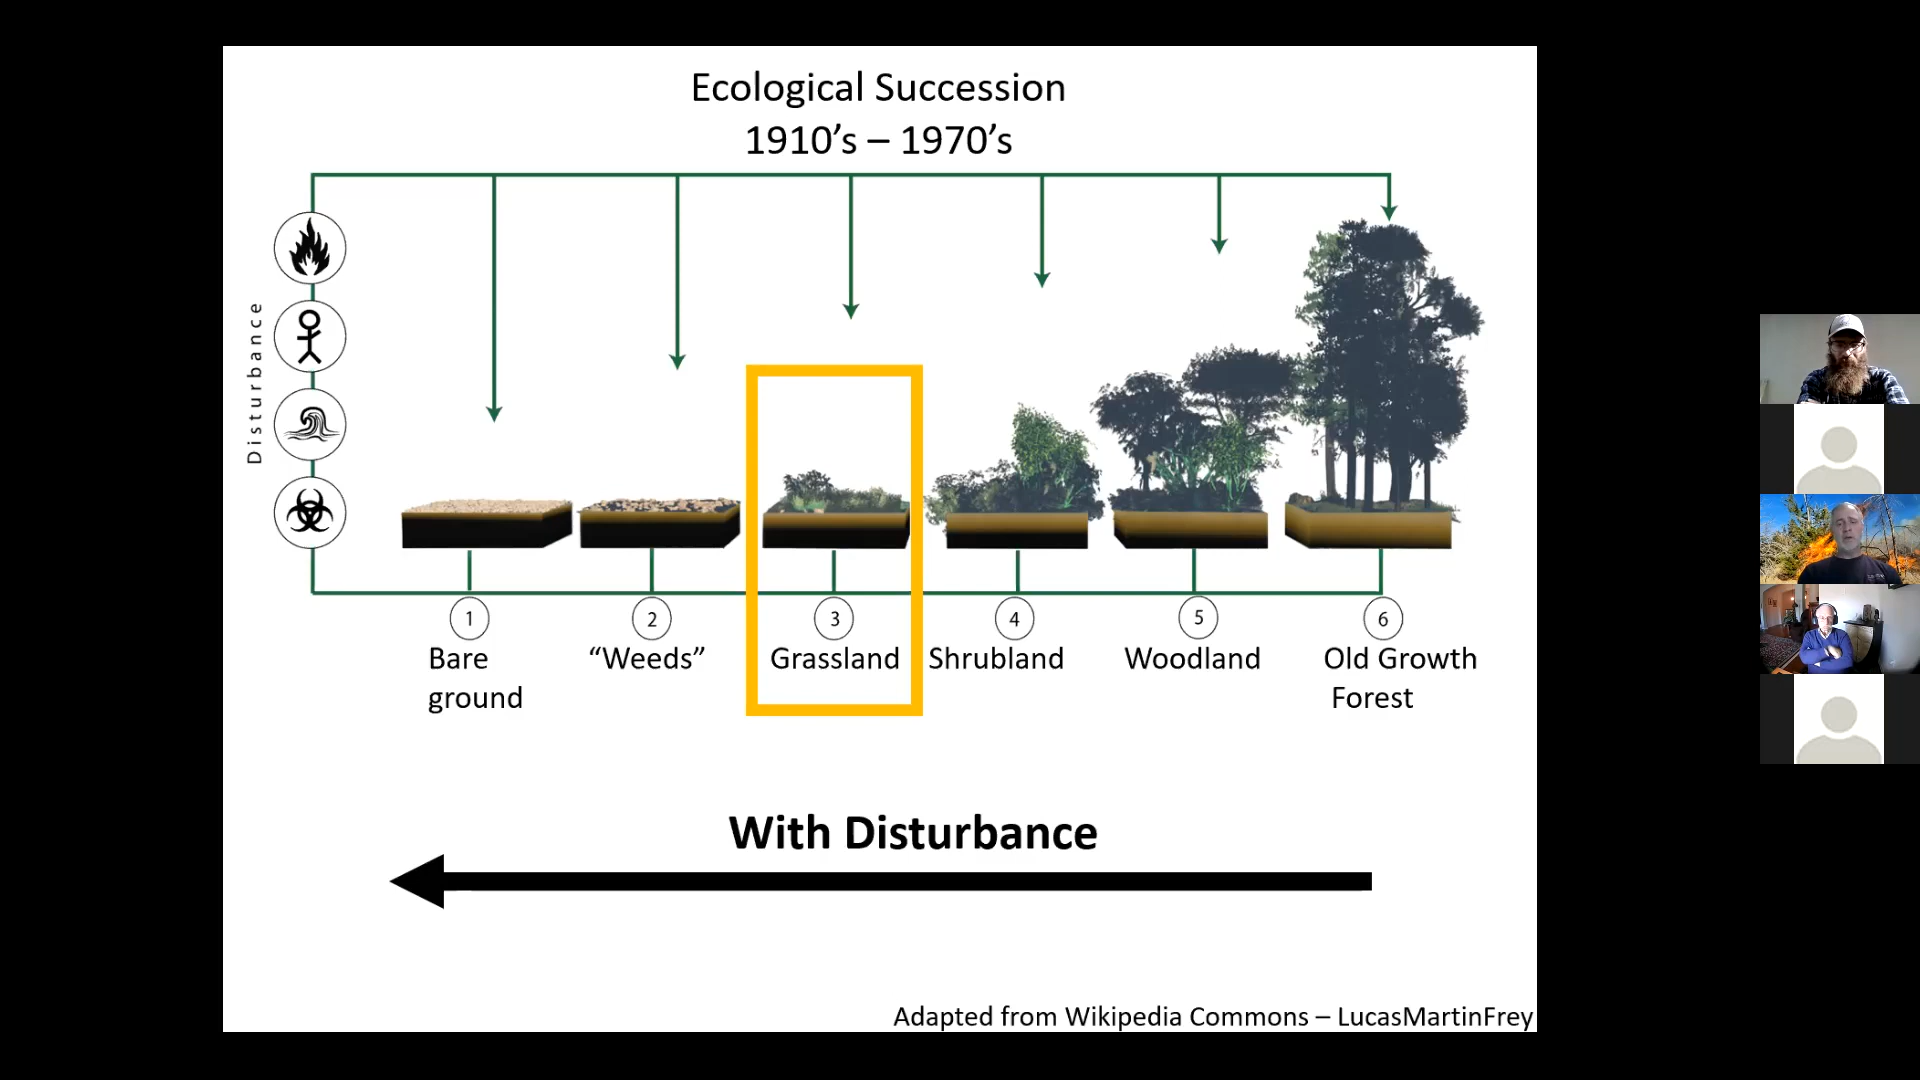 Ecological Succession
1910’s – 1970’s
Disturbance
1
2
3
4
5
6
Bare
ground
“Weeds”
Grassland
Shrubland
Woodland
Old Growth
Forest
With Disturbance
Adapted from Wikipedia Commons – LucasMartinFrey